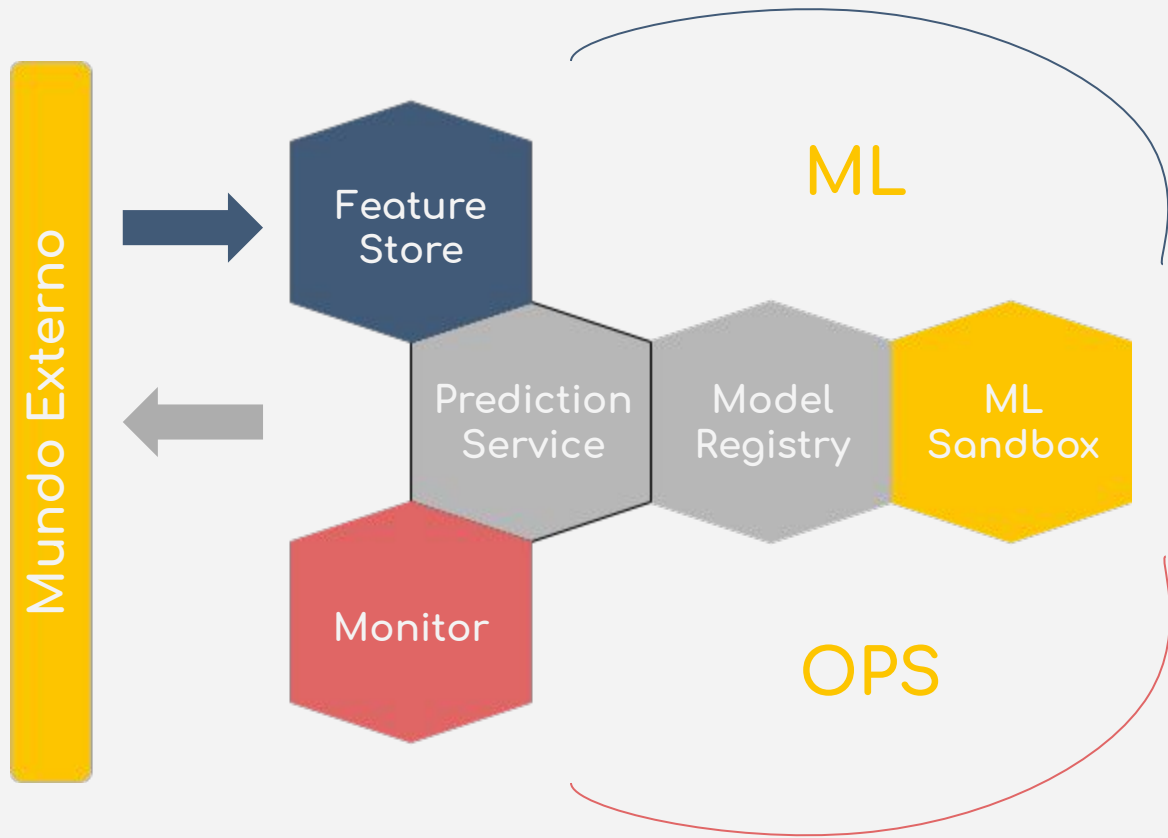 Mundo Externo
ML
Feature
Store
Prediction
Service
Model
Registry
ML
Sandbox
Monitor
OPS